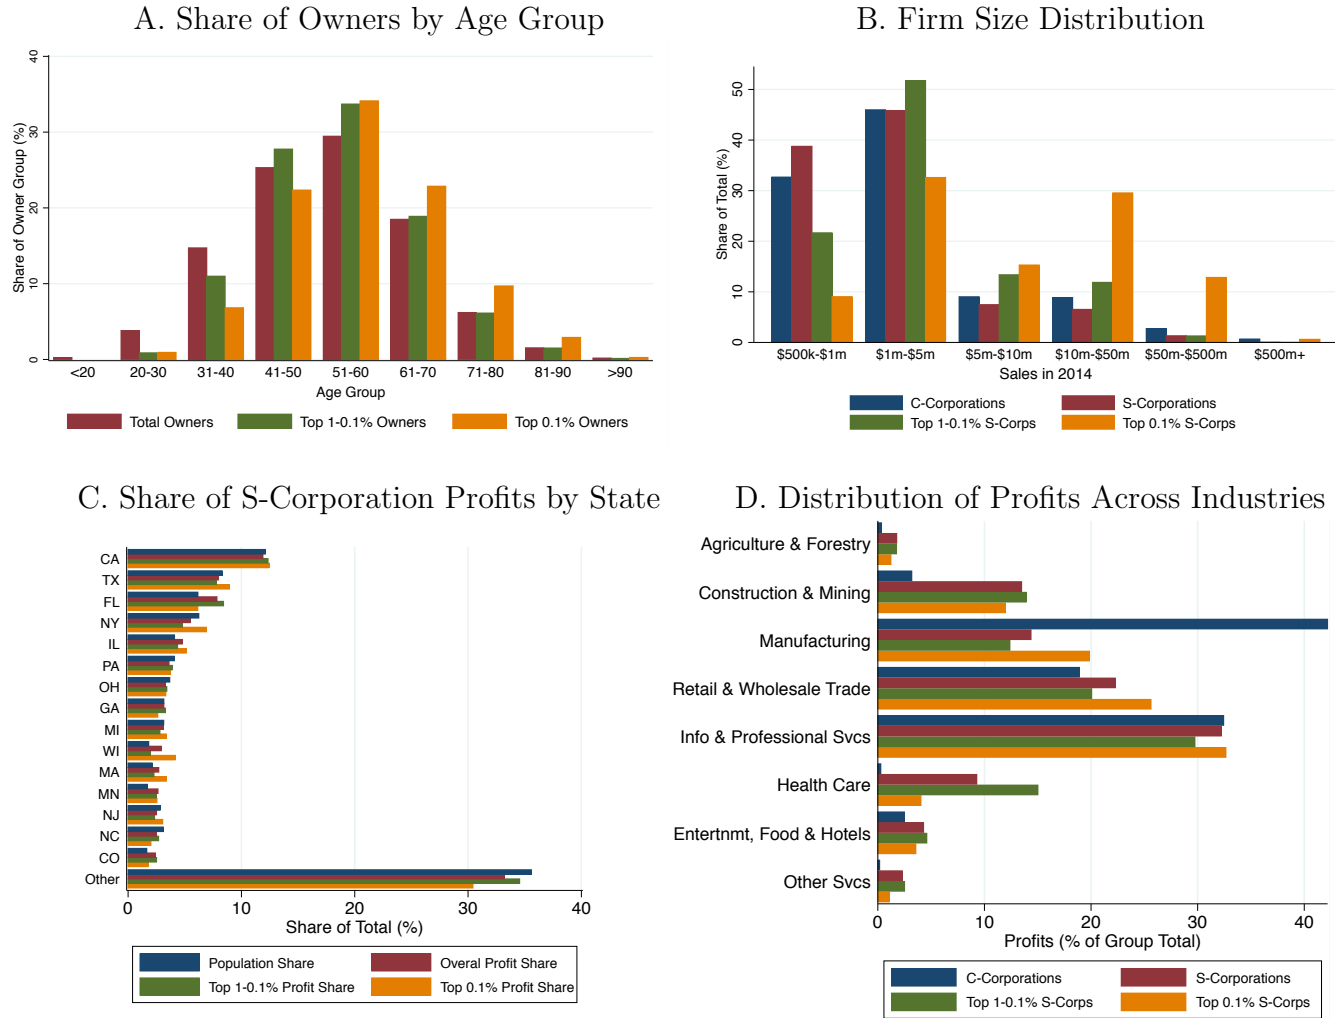 A. Share of Owners by Age Group
Share of Owner Group (%)
40
30
20
10
0
<20 20-30 31-40 41-50 51-60 61-70 71-80 81-90 >90
Age Group
Total Owners Top 1-0.1% Owners Top 0.1% Owners
B. Firm Size Distribution
Share of Total (%)
50
40
30
20
10
0
$500k-$1m $1m-$5m $5m-$10m $10m-$50m $50m-$500m $500m+
Sales in 2014
C-Corporations S-Corporations
Top 1-0.1% S-Corps Top 0.1% S-Corps
C. Share of S-Corporation Profits by State
CA
TX
FL
NY
IL
PA
OH
GA
MI
WI
MA
MN
NJ
NC
CO
Other
0 10 20 30 40
Share of Total (%)
Population Share Overal Profit Share
Top 1-0.1% Profit Share Top 0.1% Profit Share
D. Distribution of Profits Across Industries
Agriculture & Forestry
Construction & Mining
Manufacturing
Retail & Wholesale Trade
Info & Professional Svcs
Health Care
Entertnmt, Food & Hotels
Other Svcs
0 10 20 30 40
Profits (% of Group Total)
C-Corporations S-Corporations
Top 1-0.1% S-Corps Top 0.1% S-Corps